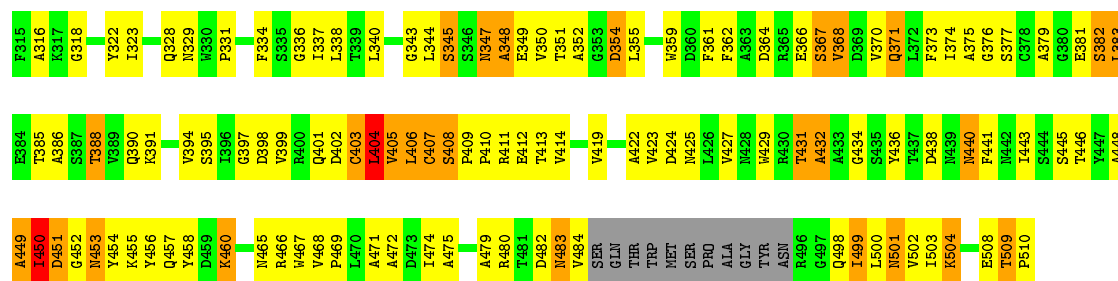 F315 A316 K317 G318 Y322 I323 Q328 N329 W330 P331 F334 S335 G336 I337 L338 T339 L340 G343 L344 S345 S346 N347 A348 E349 V350 T351 A352 G353 D354 L355 W359 D360 F361 F362 A363 D364 R365 E366 S367 V368 D369 V370 Q371 L372 F373 I374 A375 G376 S377 C378 A379 G380 E381 S382
E384 T385 A386 S387 T388 V389 Q390 K391 V394 S395 I396 G397 D398 V399 R400 Q401 D402 C403 L404 V405 L406 C407 S408 P409 P410 R411 E412 T413 V414 V419 A422 V423 D424 N425 L426 V427 N428 W429 R430 T431 A432 A433 G434 S435 Y436 T437 D438 N439 N440 F441 N442 I443 S444 S445 T446 Y447 A448
A449 I450 D451 G452 N453 Y454 K455 Y456 Q457 Y458 D459 K460 N465 R466 W467 V468 P469 L470 A471 A472 D473 I474 A475 A479 R480 T481 D482 N483 V484 SER GLN THR TRP MET SER PRO ALA GLY TYR ASN R496 G497 Q498 I499 L500 N501 V502 I503 K504 E508 T509 P510